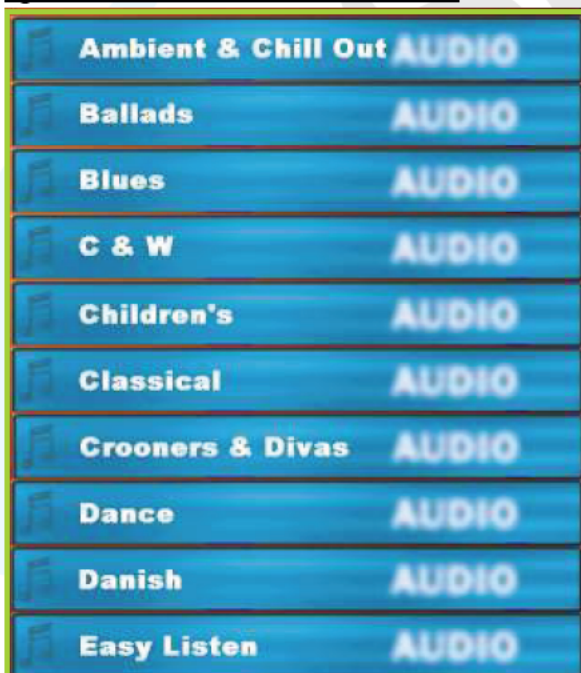 Ambient & Chill Out AUDIO
Ballads AUDIO
Blues AUDIO
C & W AUDIO
Children's AUDIO
Classical AUDIO
Crooners & Divas AUDIO
Dance AUDIO
Danish AUDIO
Easy Listen AUDIO